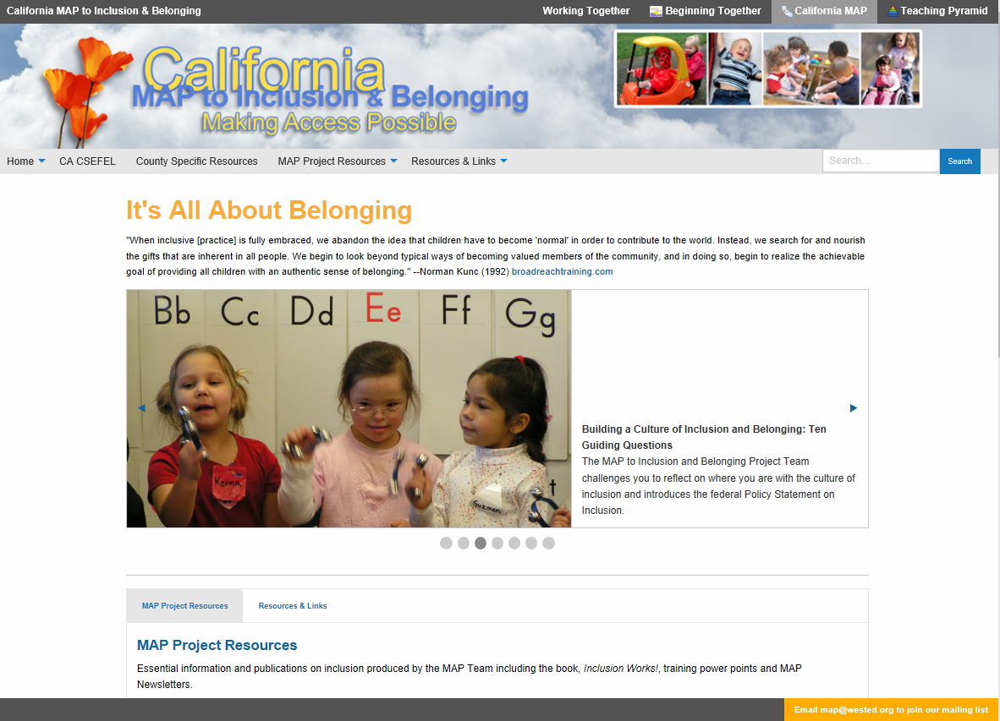 California MAP to Inclusion & Belonging
Working Together
Beginning Together
California MAP
Teaching Pyramid
California
MAP to Inclusion & Belonging
Making Access Possible
Home
CA CSEFEL
County Specific Resources
MAP Project Resources
Resources & Links
Search...
Search
It's All About Belonging
"When inclusive [practice] is fully embraced, we abandon the idea that children have to become 'normal' in order to contribute to the world. Instead, we search for and nourish
the gifts that are inherent in all people. We begin to look beyond typical ways of becoming valued members of the community, and in doing so, begin to realize the achievable
goal of providing all children with an authentic sense of belonging." --Norman Kunc (1992) broadreachtraining.com
Bb Cc Dd Ee Ff Gg
Keona
Guzman
t
Building a Culture of Inclusion and Belonging: Ten
Guiding Questions
The MAP to Inclusion and Belonging Project Team
challenges you to reflect on where you are with the culture of
inclusion and introduces the federal Policy Statement on
Inclusion.
MAP Project Resources
Resources & Links
MAP Project Resources
Essential information and publications on inclusion produced by the MAP Team including the book, Inclusion Works!, training power points and MAP
Newsletters.
Email map@wested.org to join our mailing list